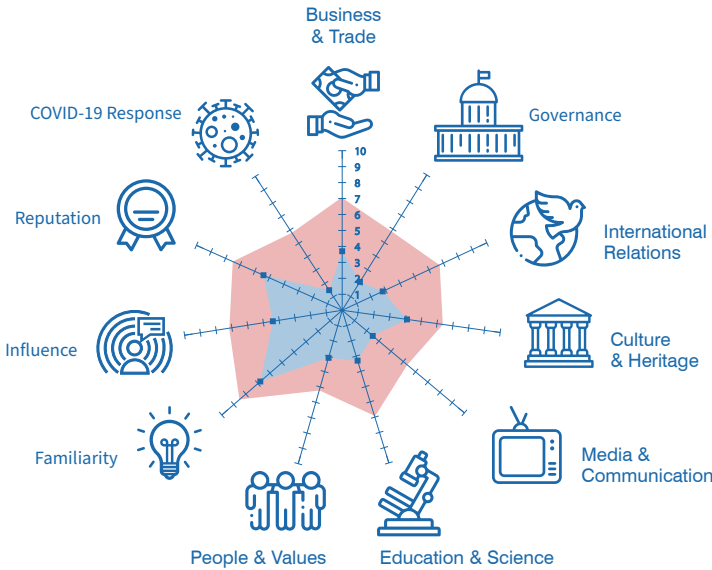 Business
& Trade
COVID-19 Response
Governance
10
9
8
7
6
5
4
3
2
1
Reputation
International
Relations
Influence
Culture
& Heritage
Familiarity
Media &
Communication
People & Values
Education & Science